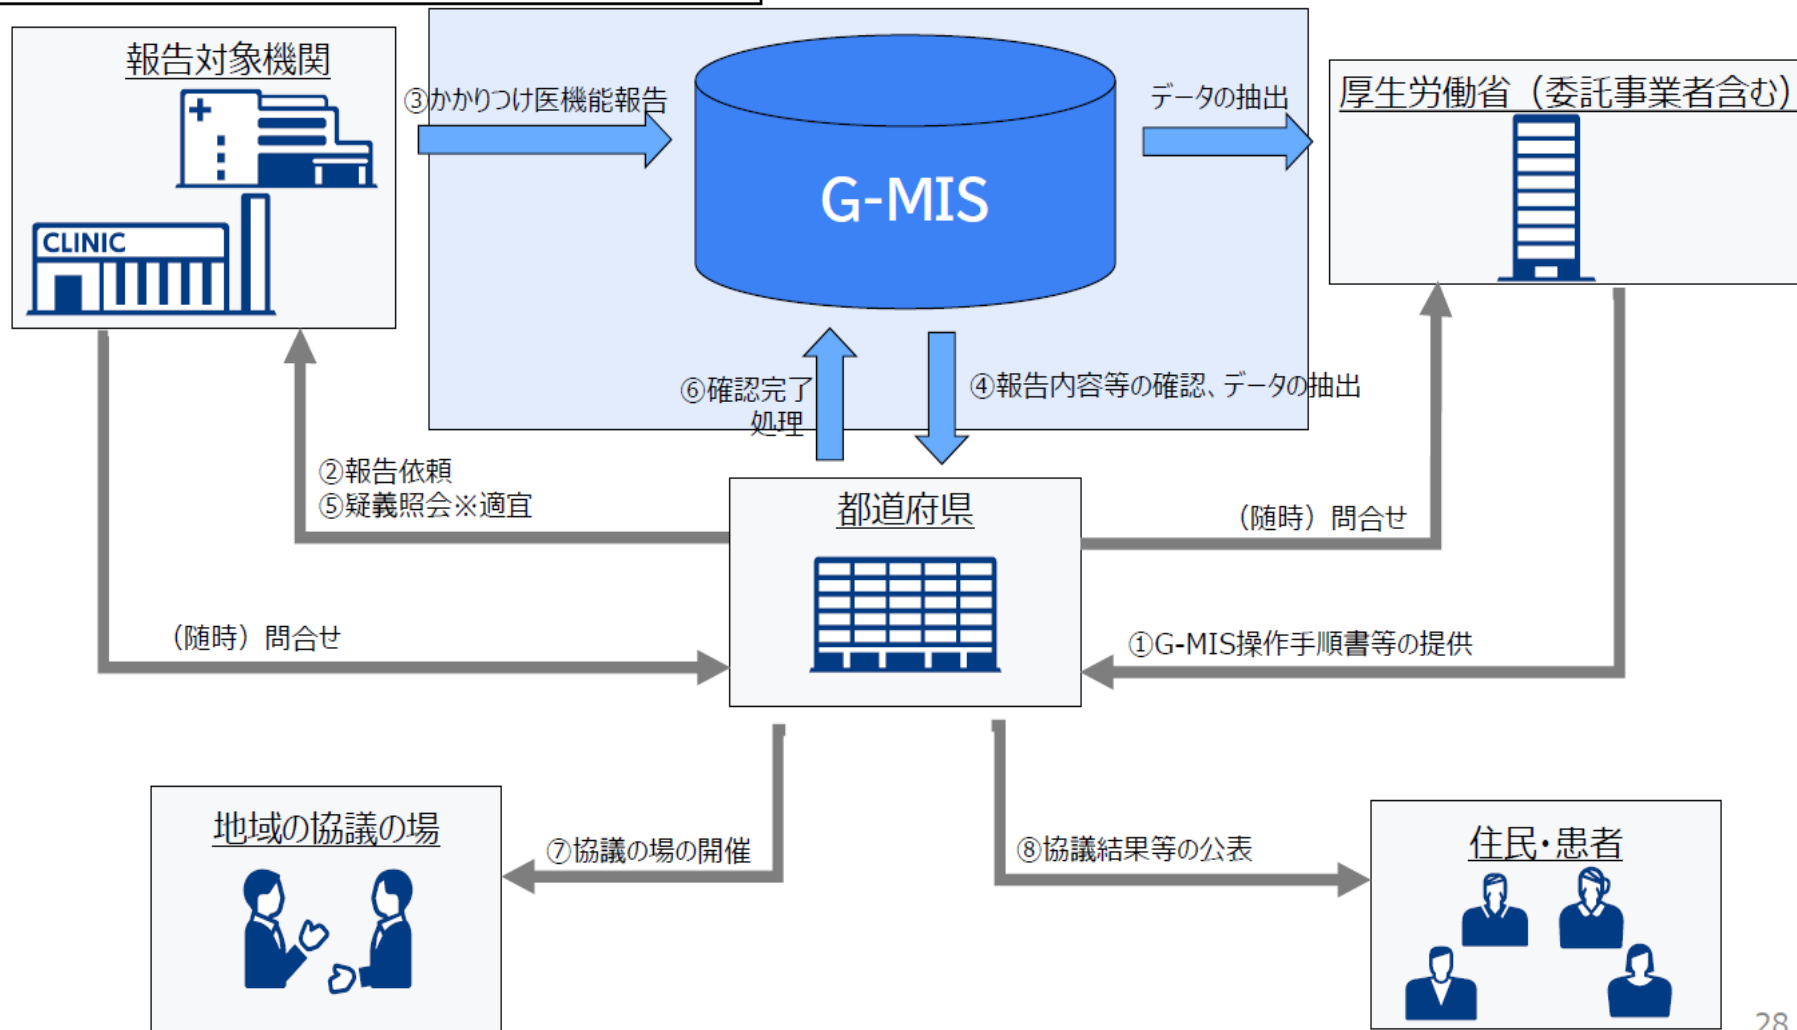 報告対象機関
CLINIC
③かかりつけ医機能報告
G-MIS
データの抽出
厚生労働省（委託事業者含む）
⑥確認完了
処理
④報告内容等の確認、データの抽出
②報告依頼
⑤疑義照会※適宜
都道府県
（随時）問合せ
（随時）問合せ
①G-MIS操作手順書等の提供
地域の協議の場
⑦協議の場の開催
⑧協議結果等の公表
住民・患者
28